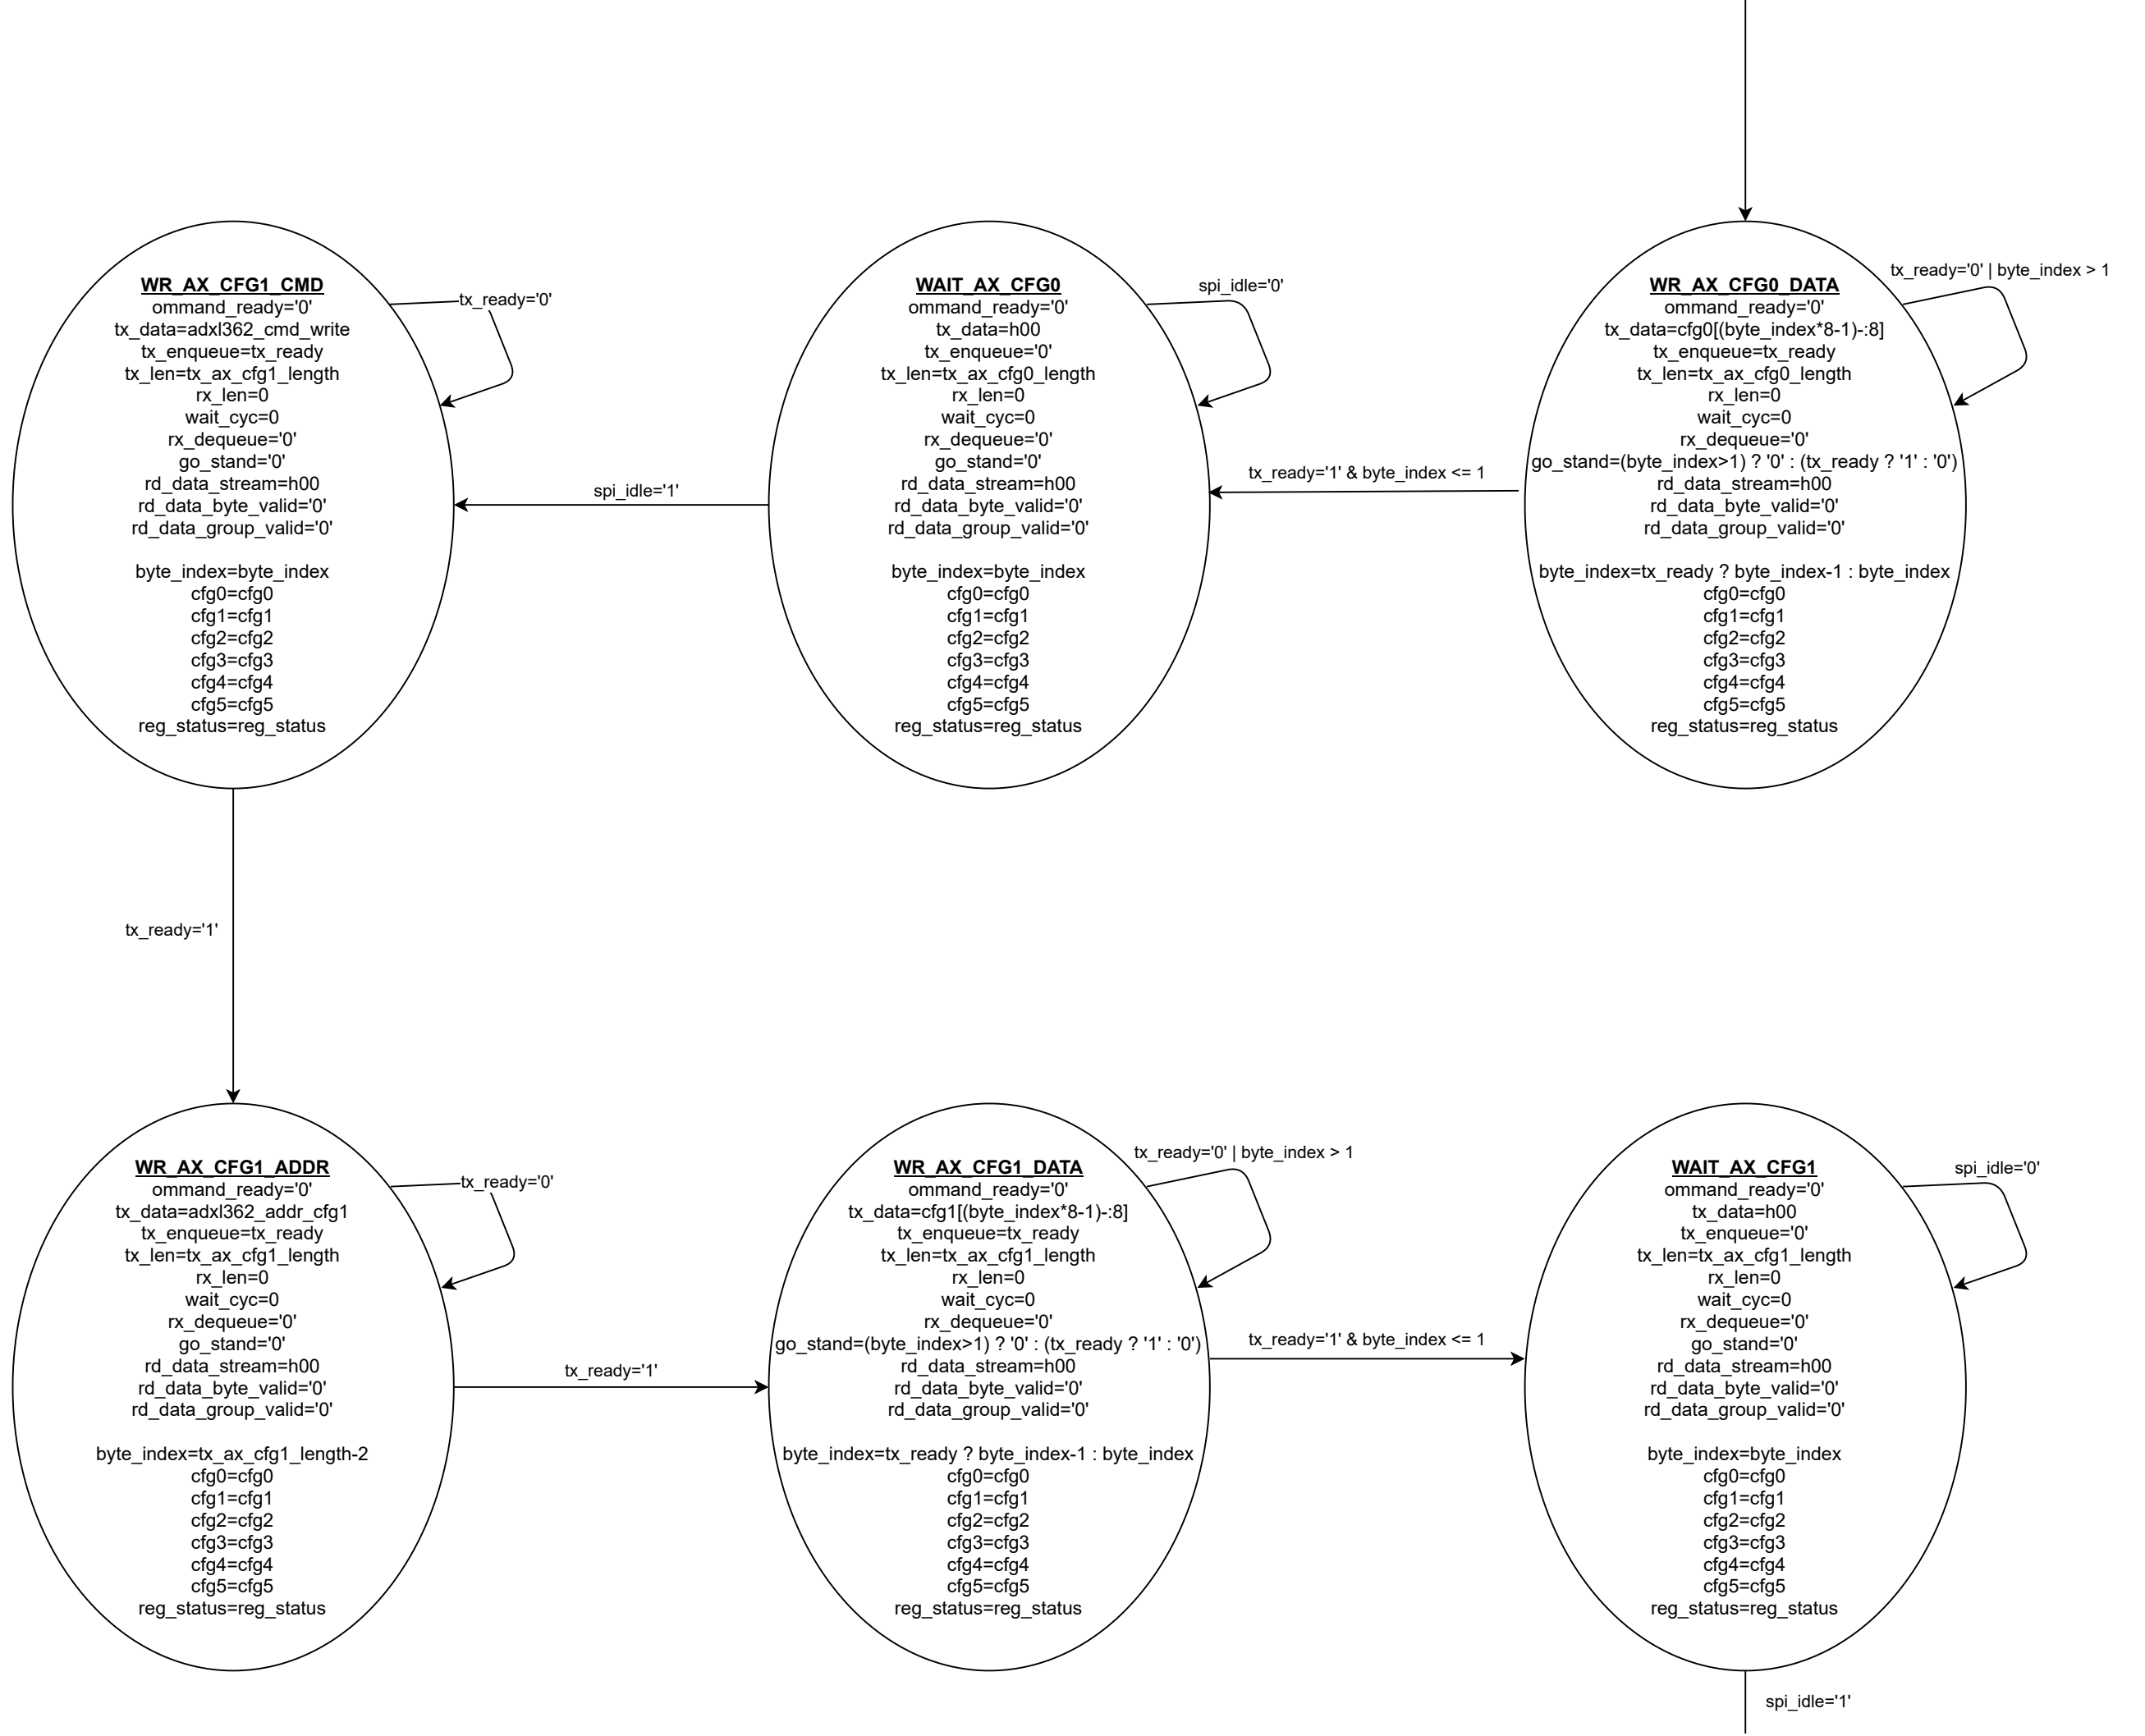 WR_AX_CFG1_CMD
ommand_ready='0'
tx_data=adxl362_cmd_write
tx_enqueue=tx_ready
tx_len=tx_ax_cfg1_length
rx_len=0
wait_cyc=0
rx_dequeue='0'
go_stand='0'
rd_data_stream=h00
rd_data_byte_valid='0'
rd_data_group_valid='0'
byte_index=byte_index
cfg0=cfg0
cfg1=cfg1
cfg2=cfg2
cfg3=cfg3
cfg4=cfg4
cfg5=cfg5
reg_status=reg_status
tx_ready='0'
spi_idle='1'
WAIT_AX_CFG0
ommand_ready='0'
tx_data=h00
tx_enqueue='0'
tx_len=tx_ax_cfg0_length
rx_len=0
wait_cyc=0
rx_dequeue='0'
go_stand='0'
rd_data_stream=h00
rd_data_byte_valid='0'
rd_data_group_valid='0'
byte_index=byte_index
cfg0=cfg0
cfg1=cfg1
cfg2=cfg2
cfg3=cfg3
cfg4=cfg4
cfg5=cfg5
reg_status=reg_status
spi_idle='0'
tx_ready='1' & byte_index <= 1
WR_AX_CFG0_DATA
ommand_ready='0'
tx_data=cfg0[(byte_index*8-1)-:8]
tx_enqueue=tx_ready
tx_len=tx_ax_cfg0_length
rx_len=0
wait_cyc=0
rx_dequeue='0'
go_stand=(byte_index>1) ? '0' : (tx_ready ? '1' : '0')
rd_data_stream=h00
rd_data_byte_valid='0'
rd_data_group_valid='0'
byte_index=tx_ready ? byte_index-1 : byte_index
cfg0=cfg0
cfg1=cfg1
cfg2=cfg2
cfg3=cfg3
cfg4=cfg4
cfg5=cfg5
reg_status=reg_status
tx_ready='0' | byte_index > 1
tx_ready='1'
WR_AX_CFG1_ADDR
ommand_ready='0'
tx_data=adxl362_addr_cfg1
tx_enqueue=tx_ready
tx_len=tx_ax_cfg1_length
rx_len=0
wait_cyc=0
rx_dequeue='0'
go_stand='0'
rd_data_stream=h00
rd_data_byte_valid='0'
rd_data_group_valid='0'
byte_index=tx_ax_cfg1_length-2
cfg0=cfg0
cfg1=cfg1
cfg2=cfg2
cfg3=cfg3
cfg4=cfg4
cfg5=cfg5
reg_status=reg_status
tx_ready='0'
tx_ready='1'
WR_AX_CFG1_DATA
ommand_ready='0'
tx_data=cfg1[(byte_index*8-1)-:8]
tx_enqueue=tx_ready
tx_len=tx_ax_cfg1_length
rx_len=0
wait_cyc=0
rx_dequeue='0'
go_stand=(byte_index>1) ? '0' : (tx_ready ? '1' : '0')
rd_data_stream=h00
rd_data_byte_valid='0'
rd_data_group_valid='0'
byte_index=tx_ready ? byte_index-1 : byte_index
cfg0=cfg0
cfg1=cfg1
cfg2=cfg2
cfg3=cfg3
cfg4=cfg4
cfg5=cfg5
reg_status=reg_status
tx_ready='0' | byte_index > 1
tx_ready='1' & byte_index <= 1
WAIT_AX_CFG1
ommand_ready='0'
tx_data=h00
tx_enqueue='0'
tx_len=tx_ax_cfg1_length
rx_len=0
wait_cyc=0
rx_dequeue='0'
go_stand='0'
rd_data_stream=h00
rd_data_byte_valid='0'
rd_data_group_valid='0'
byte_index=byte_index
cfg0=cfg0
cfg1=cfg1
cfg2=cfg2
cfg3=cfg3
cfg4=cfg4
cfg5=cfg5
reg_status=reg_status
spi_idle='0'
spi_idle='1'